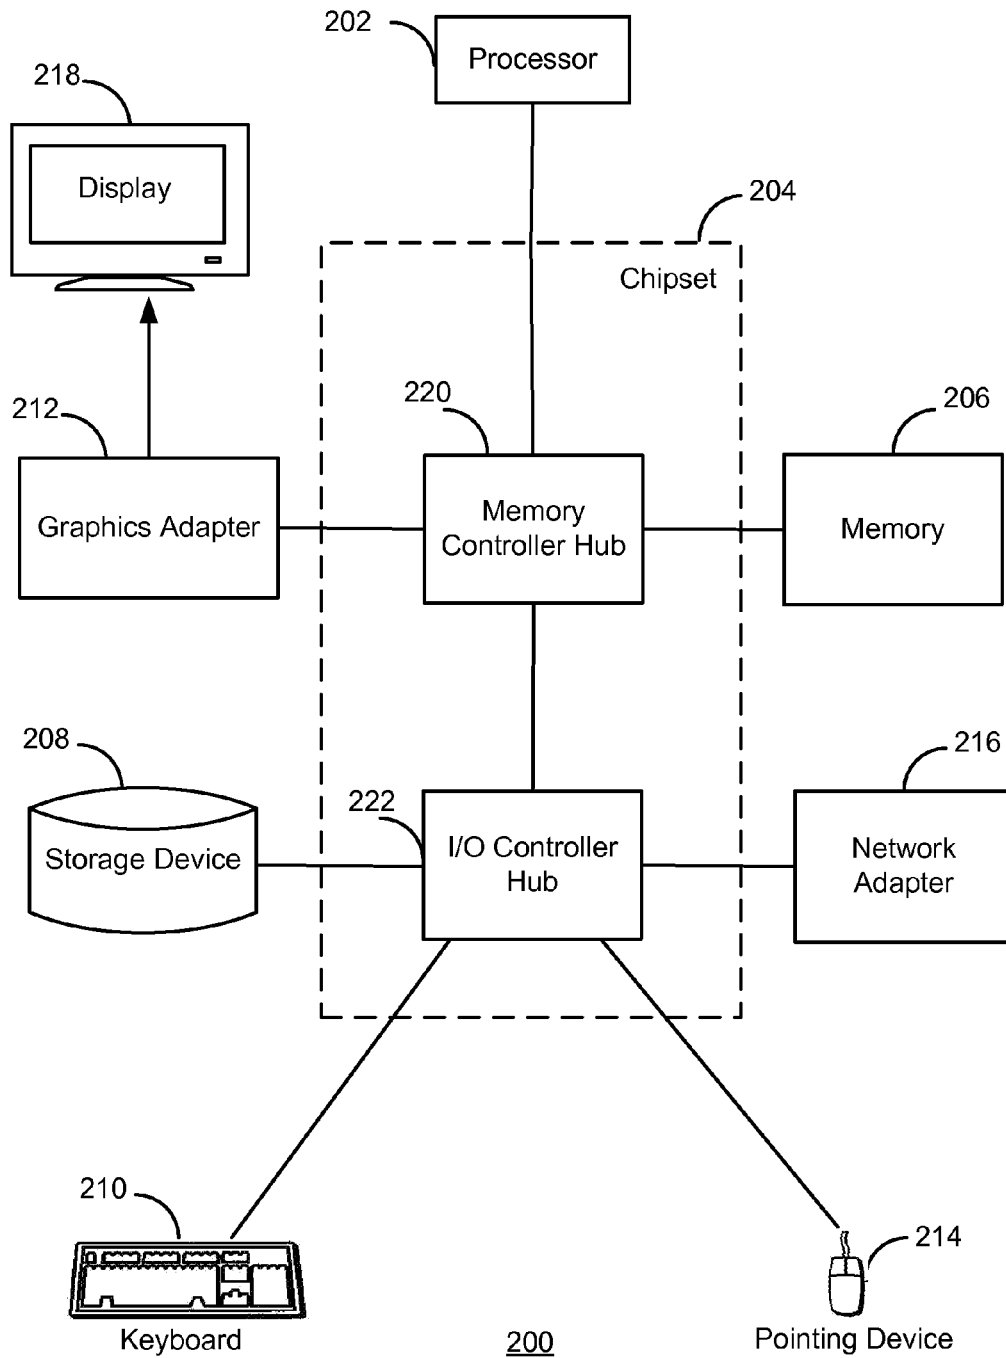 202
Processor
218
Display
204
Chipset
212
Graphics Adapter
220
Memory
Controller Hub
206
Memory
208
Storage Device
222
I/O Controller
Hub
216
Network
Adapter
210
Keyboard
200
214
Pointing Device